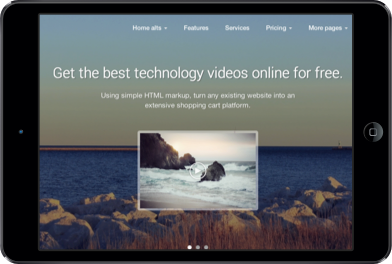 Home alts Features Services Pricing More pages
Get the best technology videos online for free.
Using simple HTML markup, turn any existing website into an
extensive shopping cart platform.